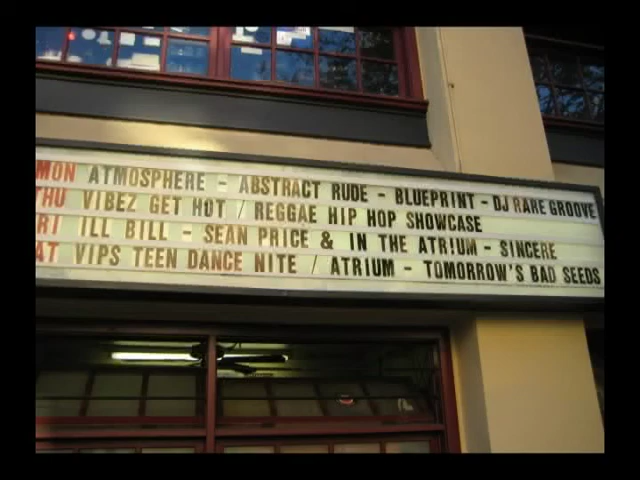 MON ATMOSPHERE - ABSTRACT RUDE - BLUEPRINT - DJ RARE GROOVE
THU VIBEZ GET HOT / REGGAE HIP HOP SHOWCASE
RI ILL BILL - SEAN PRICE & IN THE ATRIUM - SINCERE
AT VIPS TEEN DANCE NITE / ATRIUM - TOMORROW'S BAD SEEDS